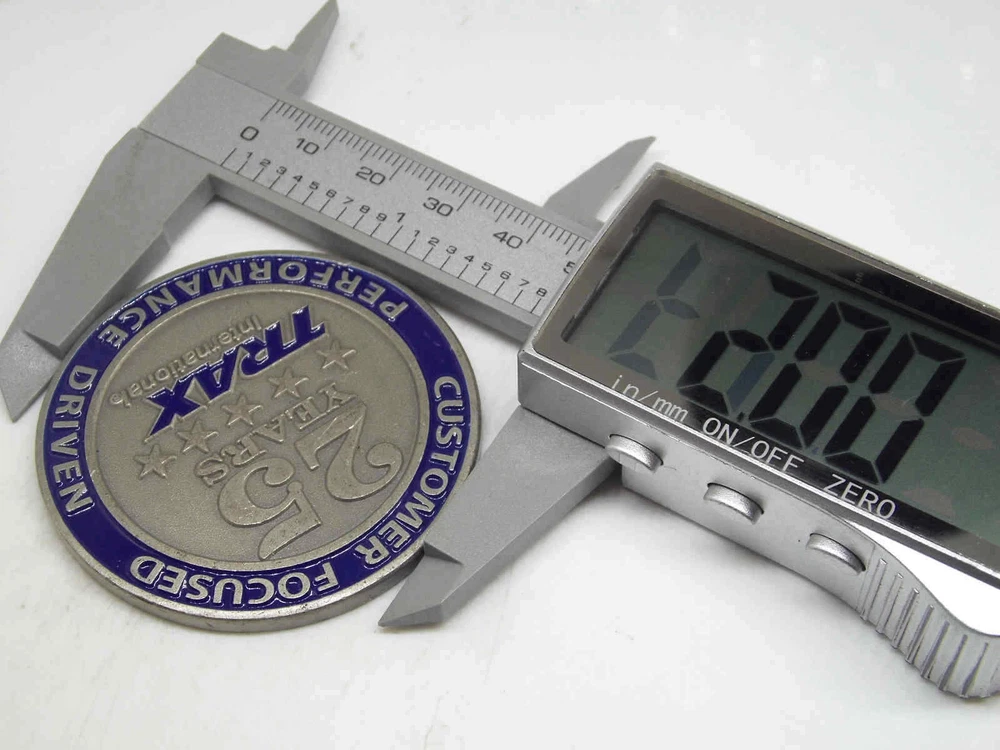 0 10 20 30 40 5
1 2 3 4 5 6 7 8 9 1 1 2 3 4 5 6 7 8
in/mm ON/OFF ZERO
PERFORMANCE DRIVEN
CUSTOMER FOCUSED
TRAX
International
25
YEARS